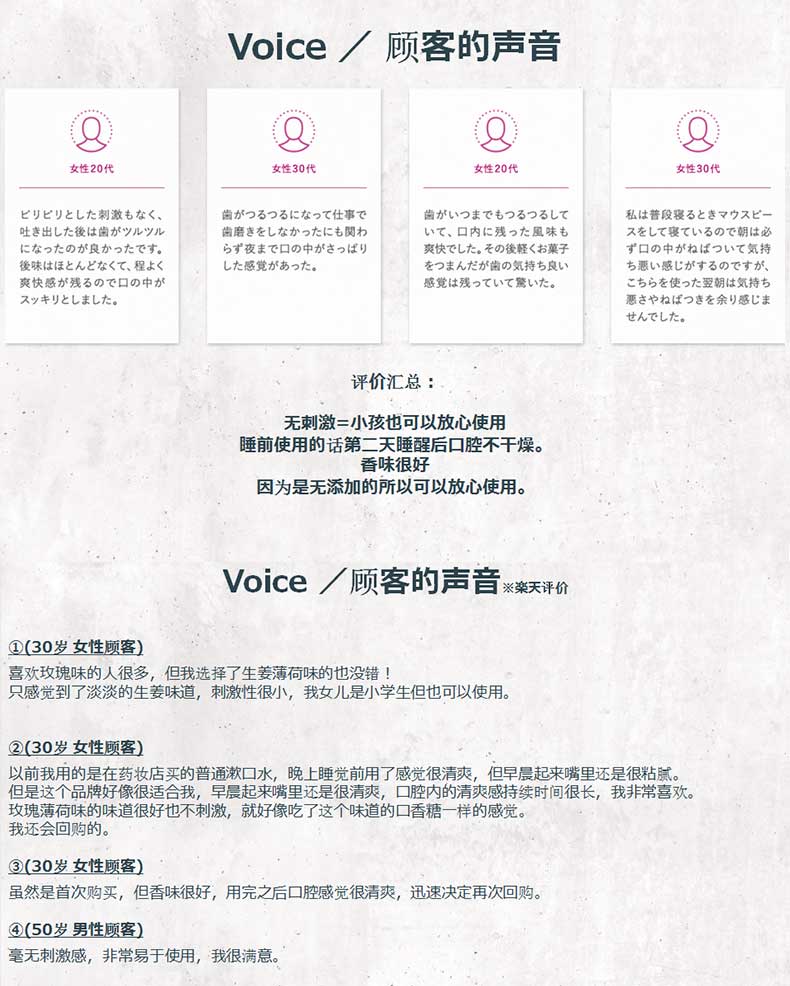 Voice ／ 顾客的声音
女性20代
ピリピリとした刺激もなく、
吐き出した後は歯がツルツル
になったのが良かったです。
後味はほとんどなくて、程よく
爽快感が残るので口の中が
スッキリとしました。
女性30代
歯がつるつるになって仕事で
歯磨きをしなかったにも関わ
らず夜まで口の中がさっぱり
した感覚があった。
女性20代
歯がいつまでもつるつるして
いて、口内に残った風味も
爽快でした。その後軽くお菓子
をつまんだが歯の気持ち良い
感覚は残っていて驚いた。
女性30代
私は普段寝るときマウスピー
スをして寝ているので朝は必
ず口の中がねばついて気持
ち悪い感じがするのですが、
こちらを使った翌朝は気持ち
悪さやねばつきを余り感じま
せんでした。
评价汇总：
无刺激=小孩也可以放心使用
睡前使用的话第二天睡醒后口腔不干燥。
香味很好
因为是无添加的所以可以放心使用。
Voice ／顾客的声音※楽天评价
①(30岁 女性顾客)
喜欢玫瑰味的人很多，但我选择了生姜薄荷味的也没错！
只感觉到了淡淡的生姜味道，刺激性很小，我女儿是小学生但也可以使用。
②(30岁 女性顾客)
以前我用的是在药妆店买的普通漱口水，晚上睡觉前用了感觉很清爽，但早晨起来嘴里还是很粘腻。
但是这个品牌好像很适合我，早晨起来嘴里还是很清爽，口腔内的清爽感持续时间很长，我非常喜欢。
玫瑰薄荷味的味道很好也不刺激，就好像吃了这个味道的口香糖一样的感觉。
我还会回购的。
③(30岁 女性顾客)
虽然是首次购买，但香味很好，用完之后口腔感觉很清爽，迅速决定再次回购。
④(50岁 男性顾客)
毫无刺激感，非常易于使用，我很满意。